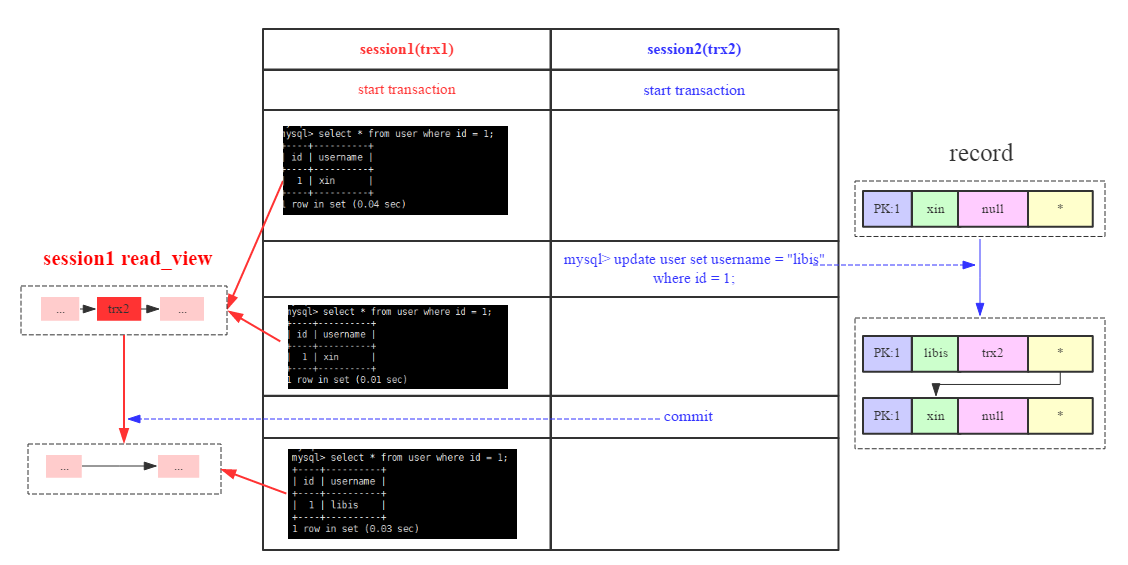 session1(trx1)
session2(trx2)
start transaction
start transaction
mysql> select * from user where id = 1;
+----+----------+
| id | username |
+----+----------+
| 1 | xin |
+----+----------+
1 row in set (0.04 sec)
record
PK:1 xin null *
session1 read_view
... trx2 ...
mysql> update user set username = "libis"
where id = 1;
mysql> select * from user where id = 1;
+----+----------+
| id | username |
+----+----------+
| 1 | xin |
+----+----------+
1 row in set (0.01 sec)
PK:1 libis trx2 *
PK:1 xin null *
commit
... ...
mysql> select * from user where id = 1;
+----+----------+
| id | username |
+----+----------+
| 1 | libis |
+----+----------+
1 row in set (0.03 sec)